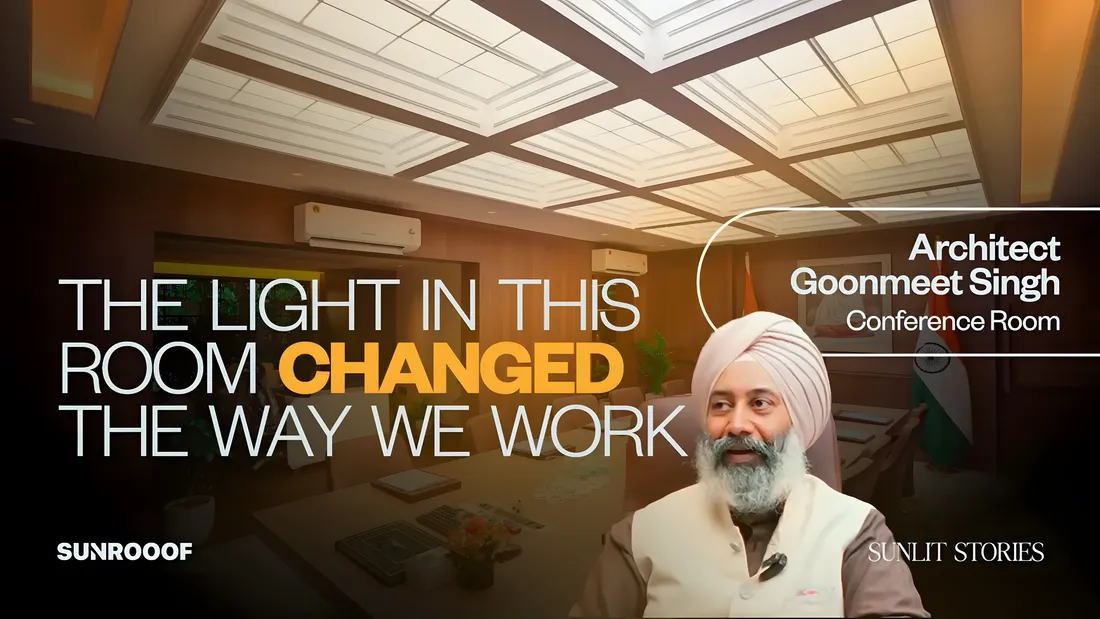 THE LIGHT IN THIS
ROOM CHANGED
THE WAY WE WORK
Architect
Goonmeet Singh
Conference Room
SUNROOOF
SUNLIT STORIES